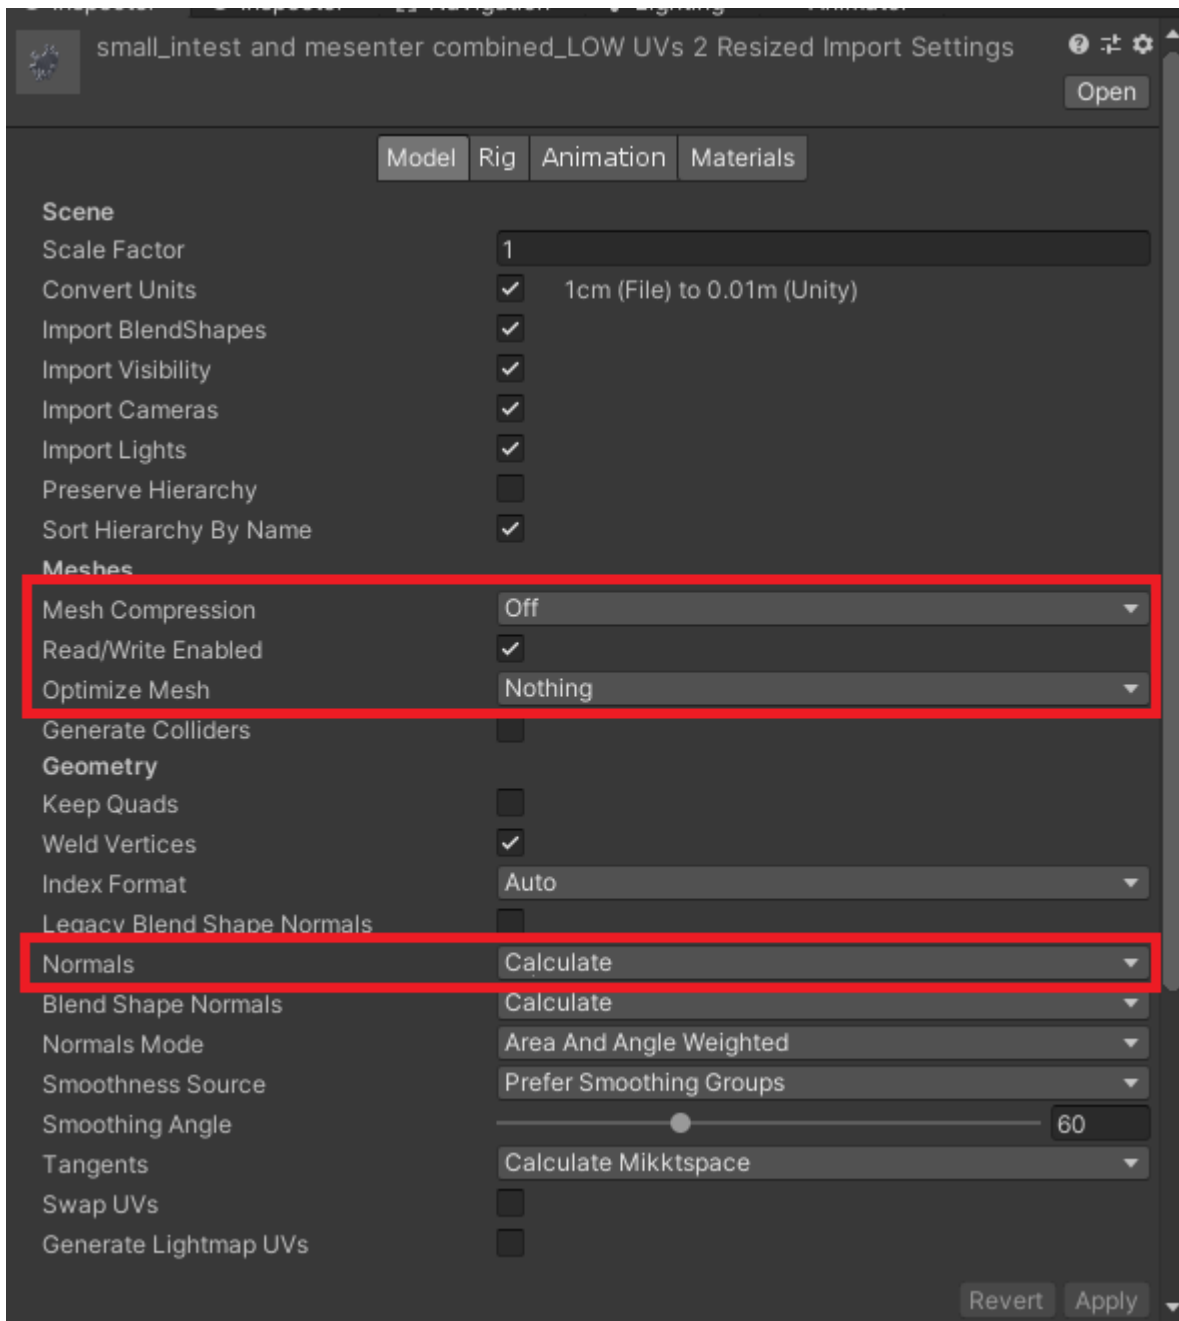 small_intest and mesenter combined_LOW UVs 2 Resized Import Settings
Open
Model Rig Animation Materials
Scene
Scale Factor 1
Convert Units 1cm (File) to 0.01m (Unity)
Import BlendShapes
Import Visibility
Import Cameras
Import Lights
Preserve Hierarchy
Sort Hierarchy By Name
Meshes
Mesh Compression Off
Read/Write Enabled
Optimize Mesh Nothing
Generate Colliders
Geometry
Keep Quads
Weld Vertices
Index Format Auto
Legacy Blend Shape Normals
Normals Calculate
Blend Shape Normals Calculate
Normals Mode Area And Angle Weighted
Smoothness Source Prefer Smoothing Groups
Smoothing Angle 60
Tangents Calculate Mikktspace
Swap UVs
Generate Lightmap UVs
Revert Apply